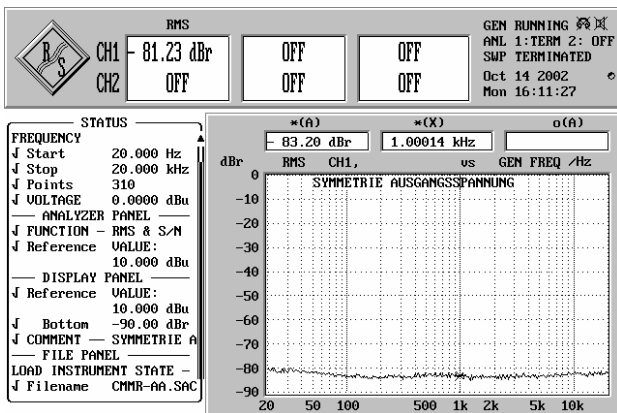 RMS
R&S
CH1 - 81.23 dBr OFF OFF
CH2 OFF OFF OFF
GEN RUNNING
ANL 1:TERM 2: OFF
SWP TERMINATED
Oct 14 2002
Mon 16:11:27
STATUS
FREQUENCY
Start 20.000 Hz
Stop 20.000 kHz
Points 310
VOLTAGE 0.0000 dBu
ANALYZER PANEL
FUNCTION - RMS & S/N
Reference VALUE:
10.000 dBu
DISPLAY PANEL
Reference VALUE:
10.000 dBu
Bottom -90.00 dBr
COMMENT — SYMMETRIE A
FILE PANEL
LOAD INSTRUMENT STATE -
Filename CMMR-AA.SAC
*(A) *(X) o(A)
- 83.20 dBr 1.00014 kHz
dBr RMS CH1, vs GEN FREQ /Hz
SYMMETRIE AUSGANGSSPANNUNG
0
-10
-20
-30
-40
-50
-60
-70
-80
-90
20 50 100 500 1k 2k 5k 10k